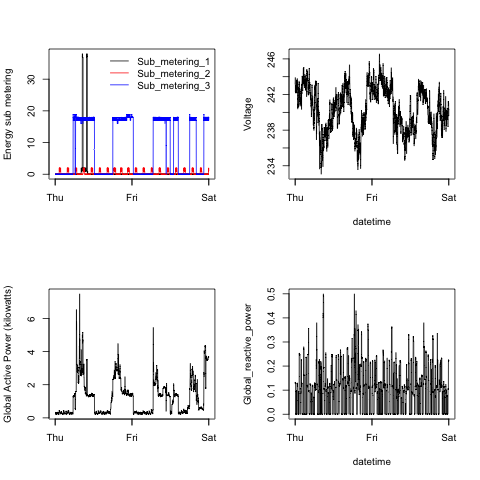 Energy sub metering
0 10 20 30
Sub_metering_1
Sub_metering_2
Sub_metering_3
Thu Fri Sat
Voltage
234 238 242 246
Thu Fri Sat
datetime
Global Active Power (kilowatts)
0 2 4 6
Thu Fri Sat
Global_reactive_power
0.0 0.1 0.2 0.3 0.4 0.5
Thu Fri Sat
datetime